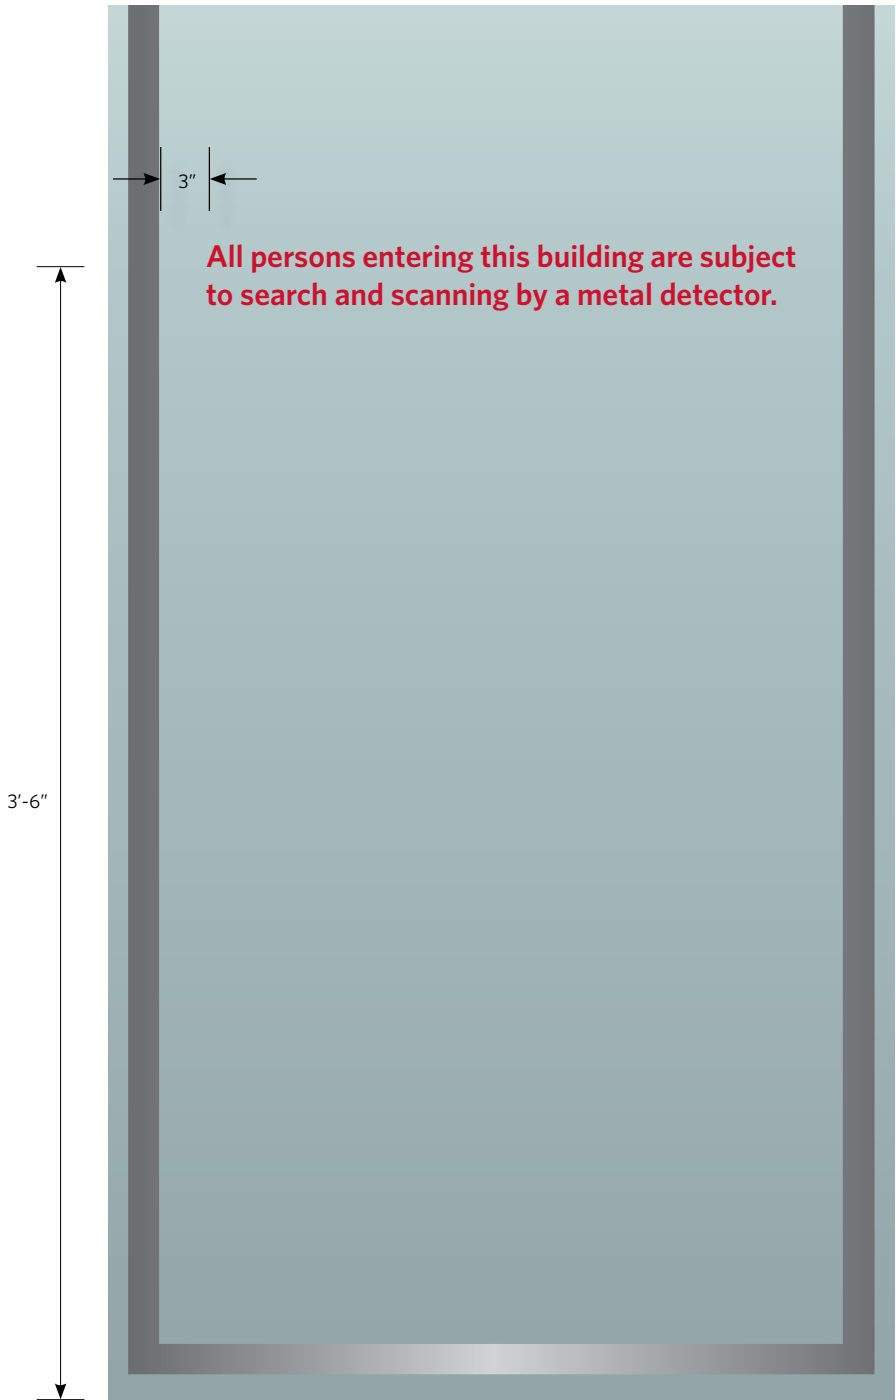 3″
All persons entering this building are subject
to search and scanning by a metal detector.
3′-6″